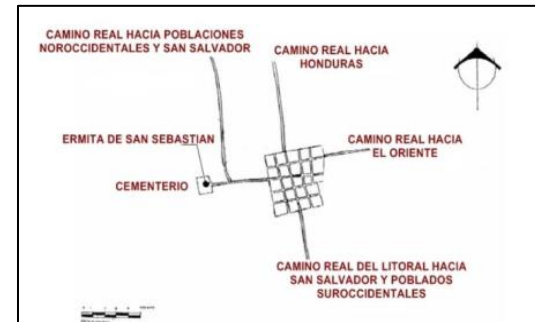 CAMINO REAL HACIA POBLACIONES
NOROCCIDENTALES Y SAN SALVADOR
CAMINO REAL HACIA
HONDURAS
ERMITA DE SAN SEBASTIAN
CAMINO REAL HACIA
EL ORIENTE
CEMENTERIO
CAMINO REAL DEL LITORAL HACIA
SAN SALVADOR Y POBLADOS
SUROCCIDENTALES